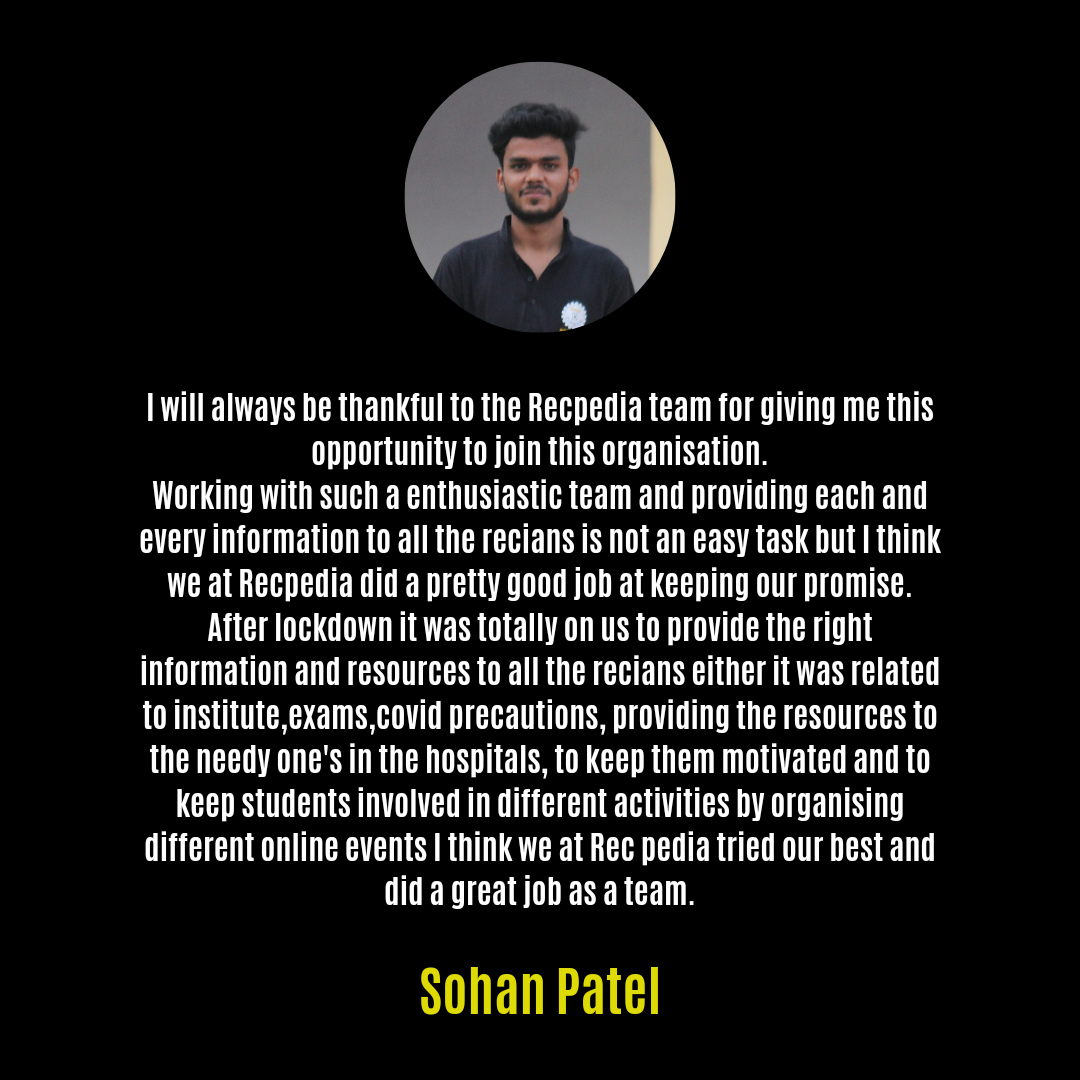 I will always be thankful to the Recpedia team for giving me this
opportunity to join this organisation.
Working with such a enthusiastic team and providing each and
every information to all the recians is not an easy task but I think
we at Recpedia did a pretty good job at keeping our promise.
After lockdown it was totally on us to provide the right
information and resources to all the recians either it was related
to institute,exams,covid precautions, providing the resources to
the needy one's in the hospitals, to keep them motivated and to
keep students involved in different activities by organising
different online events I think we at Rec pedia tried our best and
did a great job as a team.
Sohan Patel